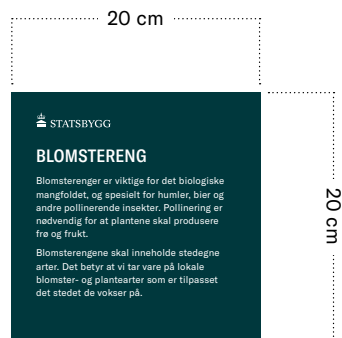 20 cm
STATSBYGG
BLOMSTERENG
Blomsterenger er viktige for det biologiske
mangfoldet, og spesielt for humler, bier og
andre pollinerende insekter. Pollinering er
nødvendig for at plantene skal produsere
frø og frukt.
Blomsterengene skal inneholde stedegne
arter. Det betyr at vi tar vare på lokale
blomster- og plantearter som er tilpasset
det stedet de vokser på.
20 cm